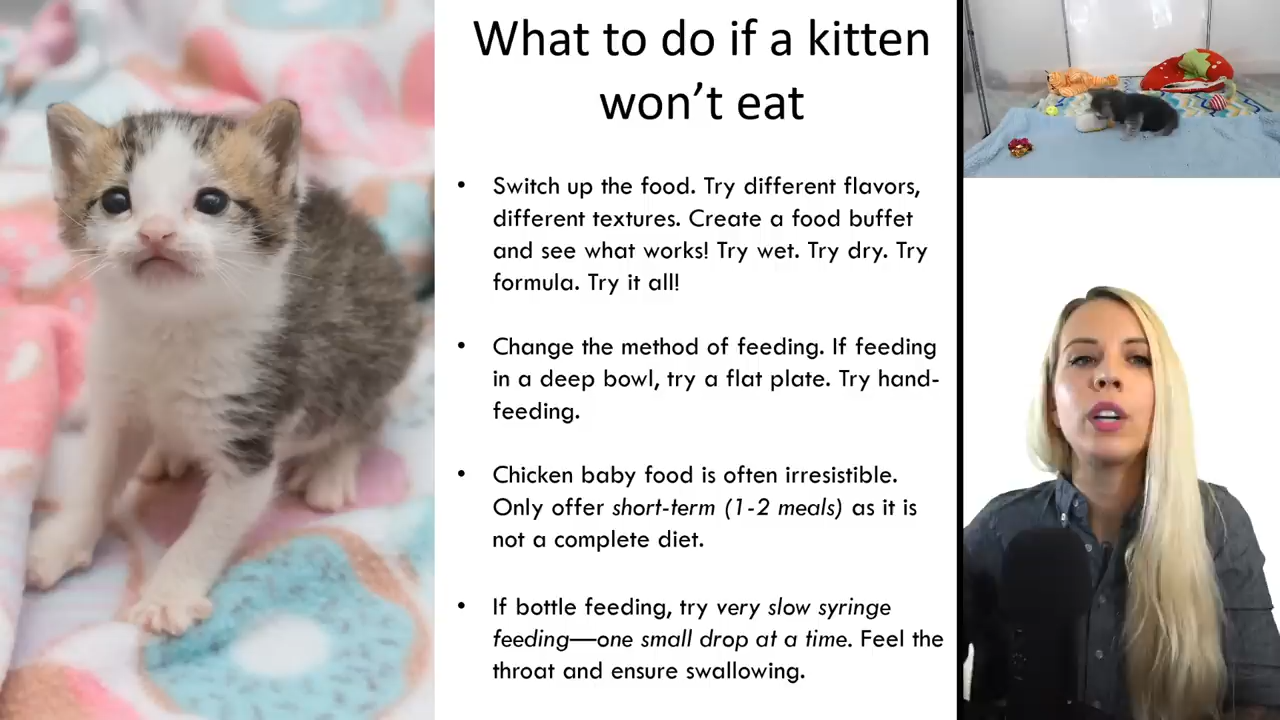 What to do if a kitten
won’t eat
• Switch up the food. Try different flavors,
different textures. Create a food buffet
and see what works! Try wet. Try dry. Try
formula. Try it all!
• Change the method of feeding. If feeding
in a deep bowl, try a flat plate. Try hand-
feeding.
• Chicken baby food is often irresistible.
Only offer short-term (1-2 meals) as it is
not a complete diet.
• If bottle feeding, try very slow syringe
feeding—one small drop at a time. Feel the
throat and ensure swallowing.